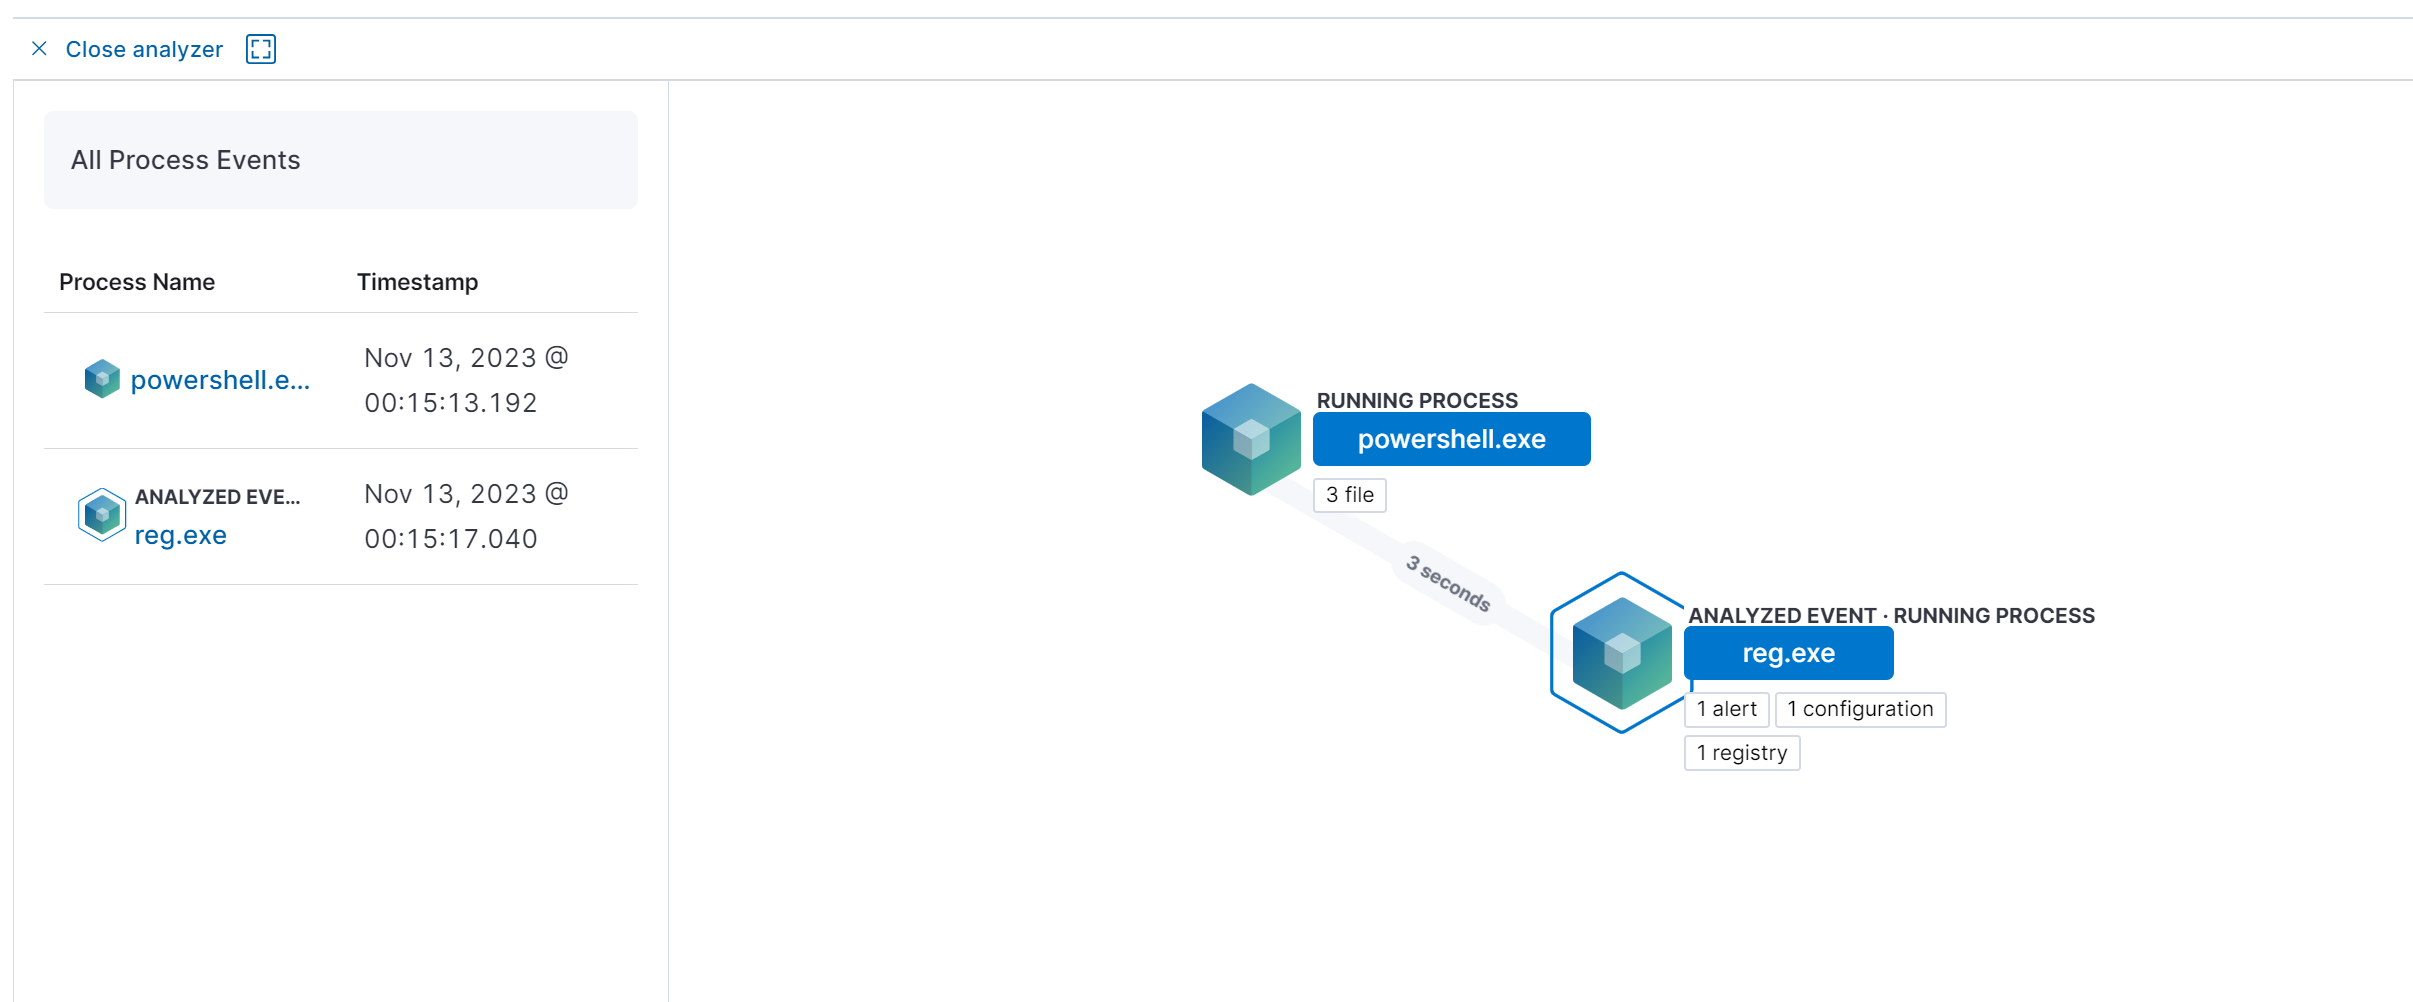 Close analyzer
All Process Events
Process Name
Timestamp
powershell.e...
Nov 13, 2023 @
00:15:13.192
ANALYZED EVE...
reg.exe
Nov 13, 2023 @
00:15:17.040
RUNNING PROCESS
powershell.exe
3 file
3 seconds
ANALYZED EVENT · RUNNING PROCESS
reg.exe
1 alert
1 configuration
1 registry